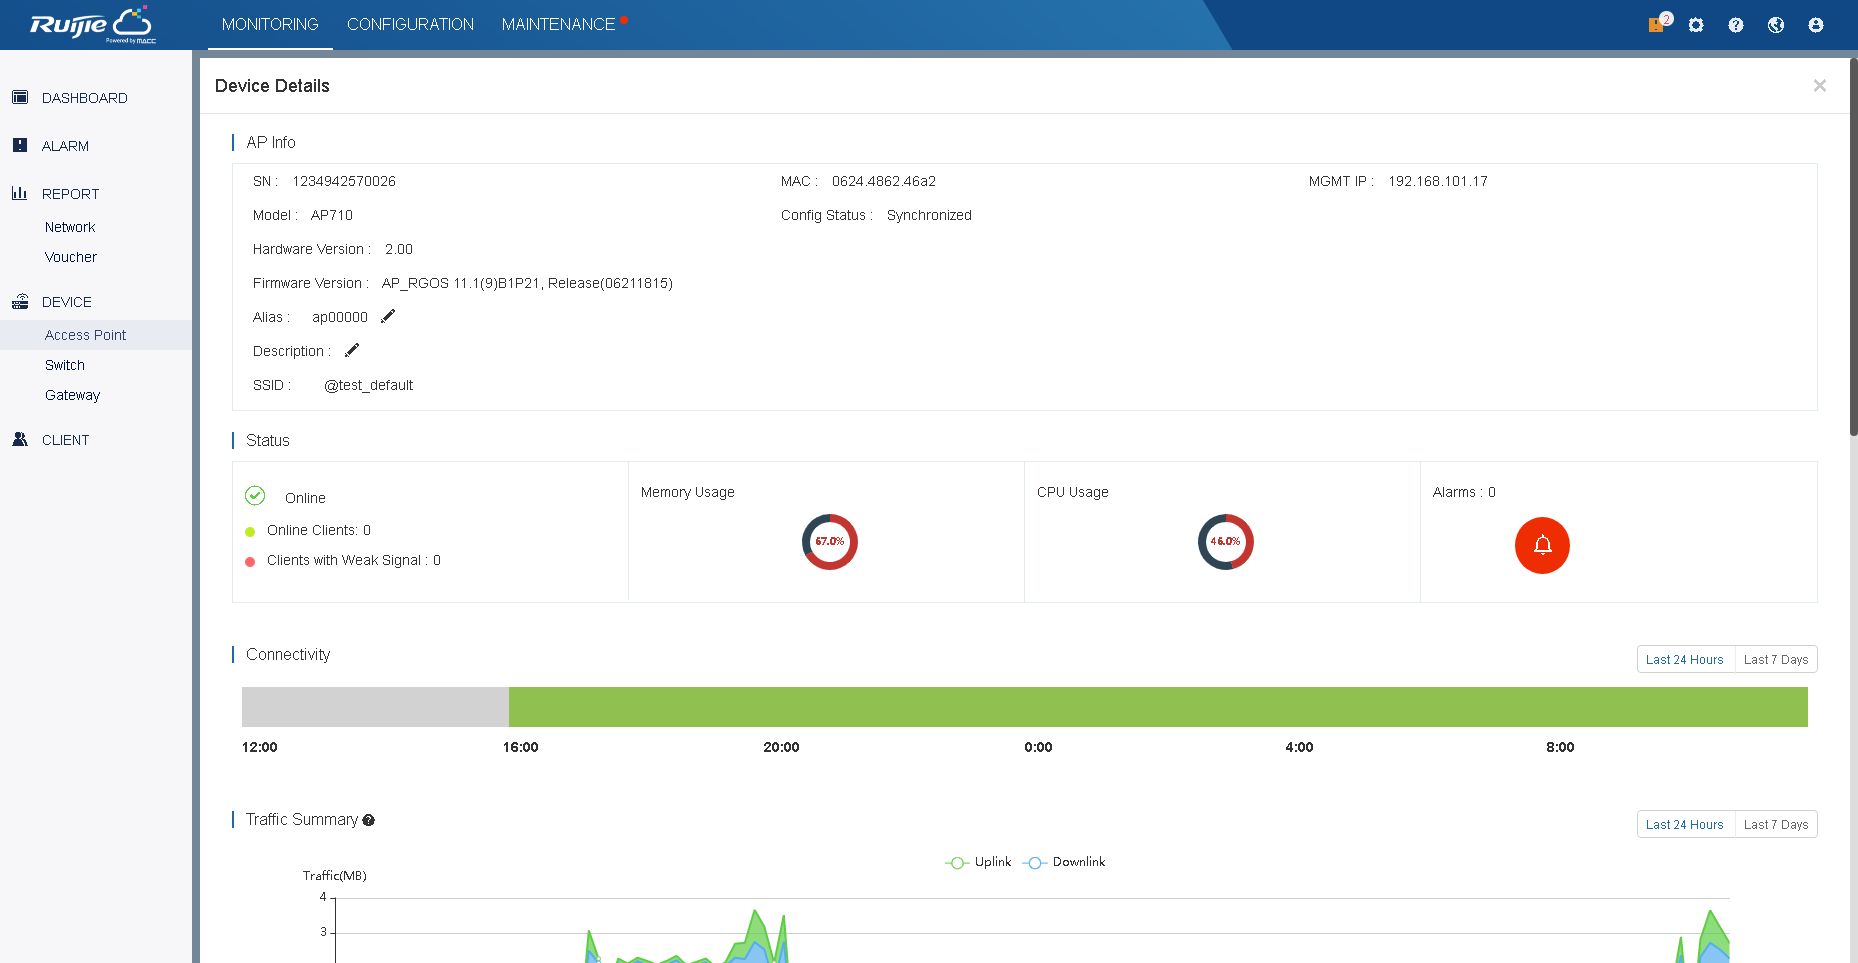 Ruijie
Powered by MACC
MONITORING CONFIGURATION MAINTENANCE
2
DASHBOARD
ALARM
REPORT
Network
Voucher
DEVICE
Access Point
Switch
Gateway
CLIENT
Device Details
AP Info
SN : 1234942570026 MAC : 0624.4862.46a2 MGMT IP : 192.168.101.17
Model : AP710 Config Status : Synchronized
Hardware Version : 2.00
Firmware Version : AP_RGOS 11.1(9)B1P21, Release(06211815)
Alias : ap00000
Description :
SSID : @test_default
Status
Online
Online Clients: 0
Clients with Weak Signal : 0
Memory Usage
67.0%
CPU Usage
46.0%
Alarms : 0
Connectivity
Last 24 Hours Last 7 Days
12:00 16:00 20:00 0:00 4:00 8:00
Traffic Summary
Last 24 Hours Last 7 Days
Uplink Downlink
Traffic(MB)
4
3